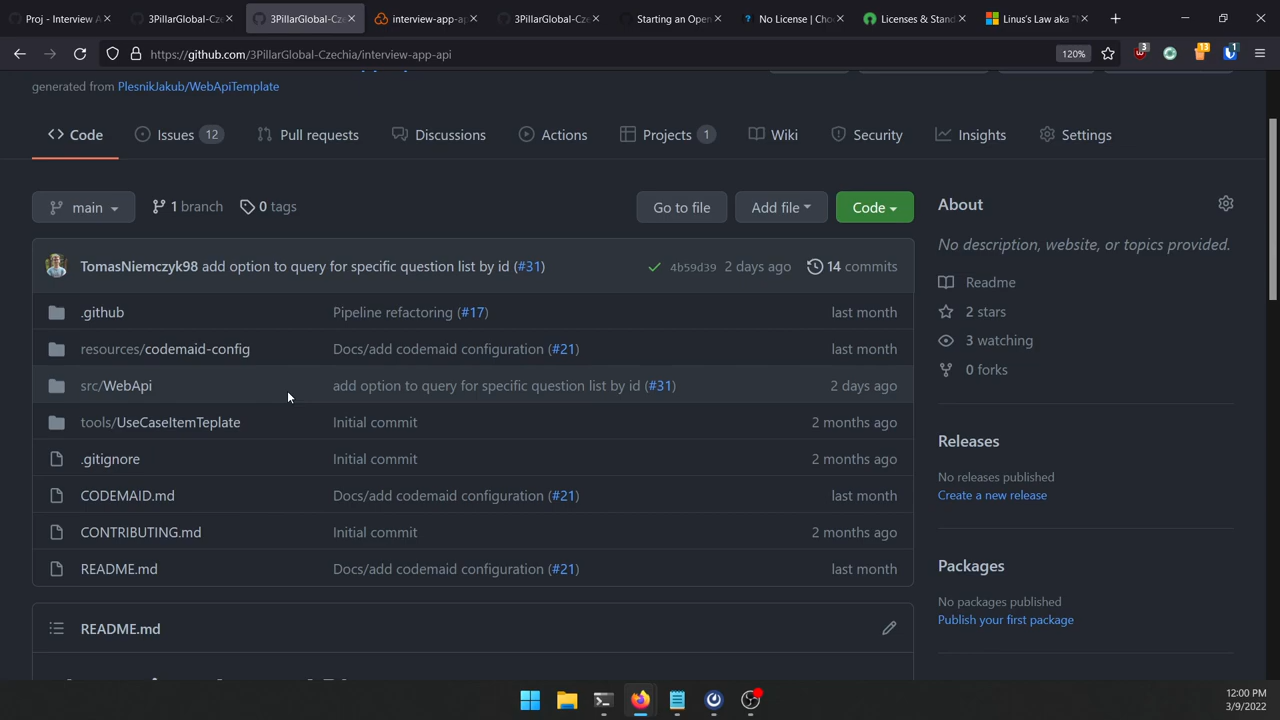 Proj - Interview A
3PillarGlobal-Cze
3PillarGlobal-Cze
interview-app-ap
3PillarGlobal-Cze
Starting an Open
No License | Cho
Licenses & Stand
Linus's Law aka "
https://github.com/3PillarGlobal-Czechia/interview-app-api
120%
3
13
1
generated from PlesnikJakub/WebApiTemplate
Code
Issues 12
Pull requests
Discussions
Actions
Projects 1
Wiki
Security
Insights
Settings
main
1 branch
0 tags
Go to file
Add file
Code
TomasNiemczyk98 add option to query for specific question list by id (#31)
4b59d39 2 days ago
14 commits
.github
Pipeline refactoring (#17)
last month
resources/codemaid-config
Docs/add codemaid configuration (#21)
last month
src/WebApi
add option to query for specific question list by id (#31)
2 days ago
tools/UseCaseItemTeplate
Initial commit
2 months ago
.gitignore
Initial commit
2 months ago
CODEMAID.md
Docs/add codemaid configuration (#21)
last month
CONTRIBUTING.md
Initial commit
2 months ago
README.md
Docs/add codemaid configuration (#21)
last month
README.md
About
No description, website, or topics provided.
Readme
2 stars
3 watching
0 forks
Releases
No releases published
Create a new release
Packages
No packages published
Publish your first package
12:00 PM
3/9/2022